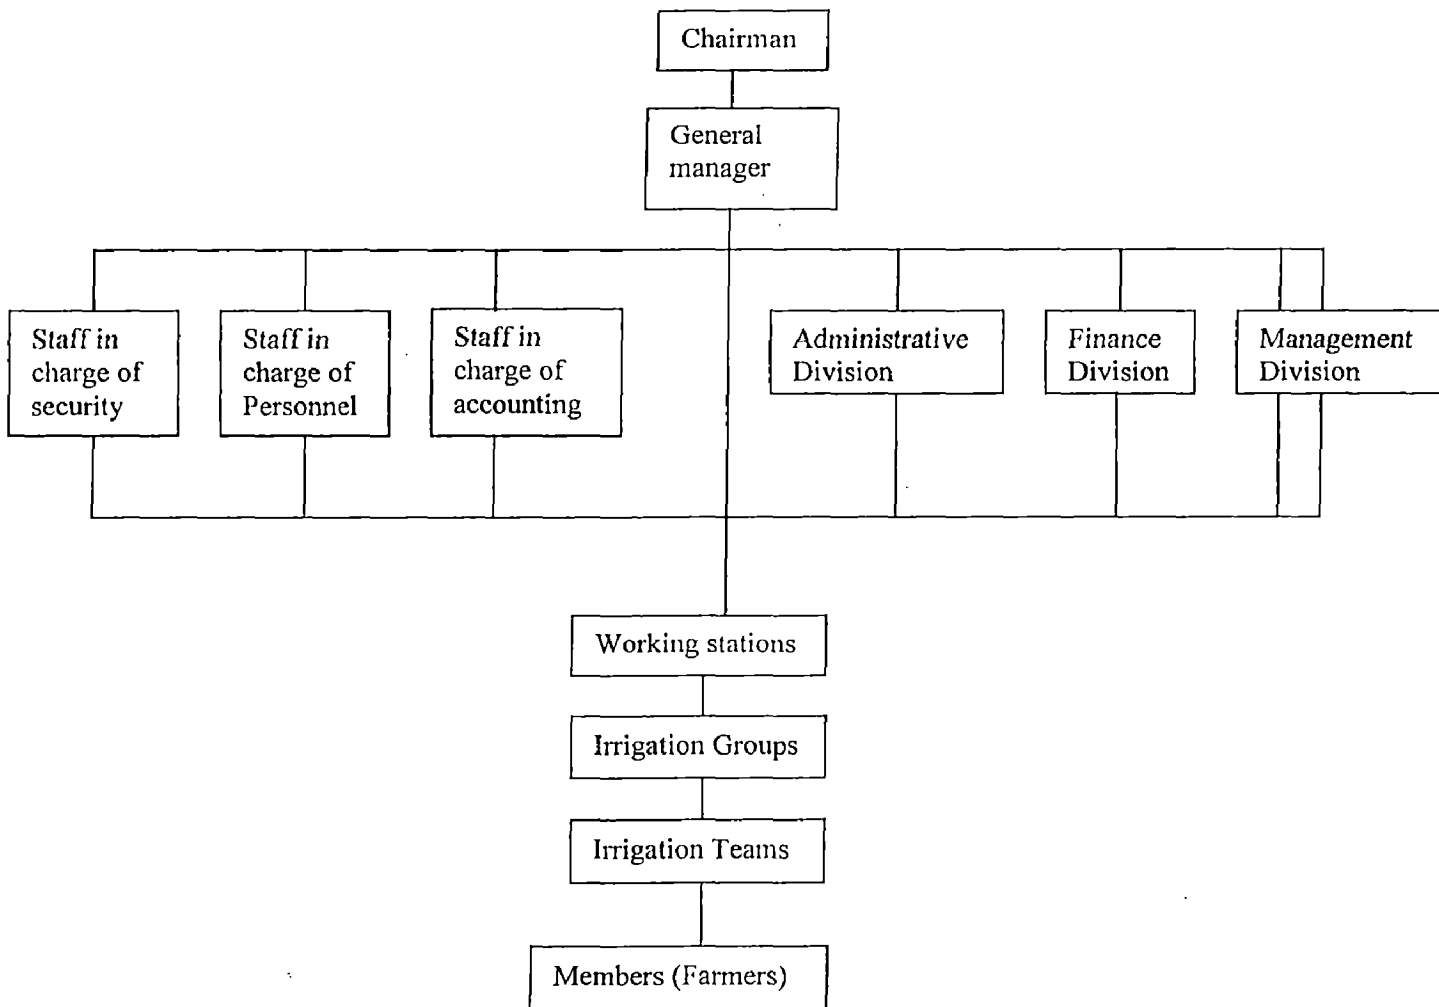 Chairman
General
manager
Staff in
charge of
security
Staff in
charge of
Personnel
Staff in
charge of
accounting
Administrative
Division
Finance
Division
Management
Division
Working stations
Irrigation Groups
Irrigation Teams
Members (Farmers)